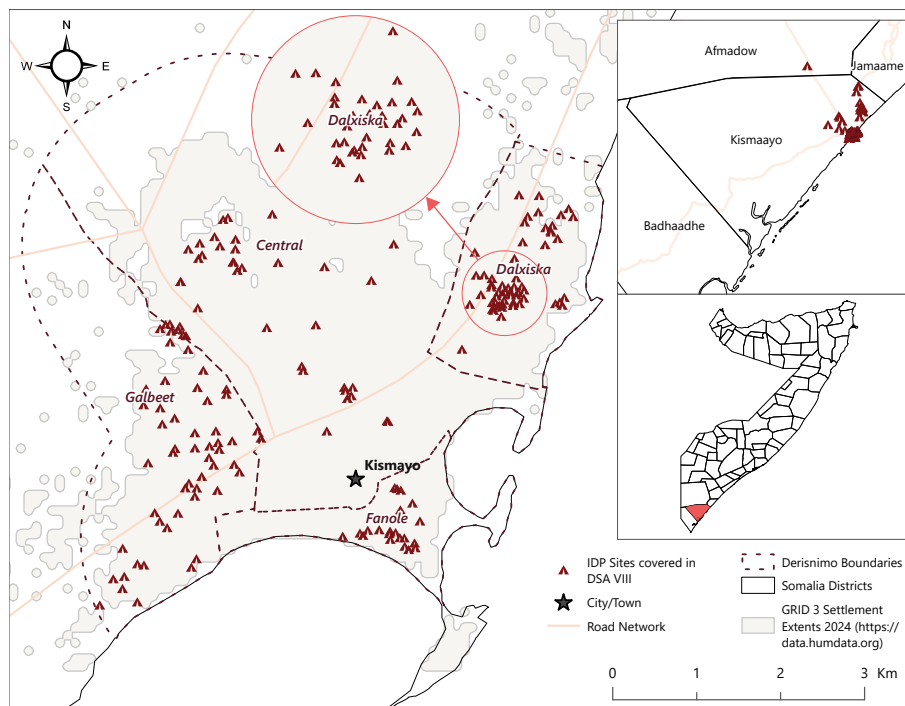 N
W E
S
Dalxiska
Central
Dalxiska
Galbeet
Kismayo
Fanole
Afmadow
Jamaame
Kismaayo
Badhaadhe
IDP Sites covered in
DSA VIII
City/Town
Road Network
Derisnimo Boundaries
Somalia Districts
GRID 3 Settlement
Extents 2024 (https://
data.humdata.org)
0 1 2 3 Km